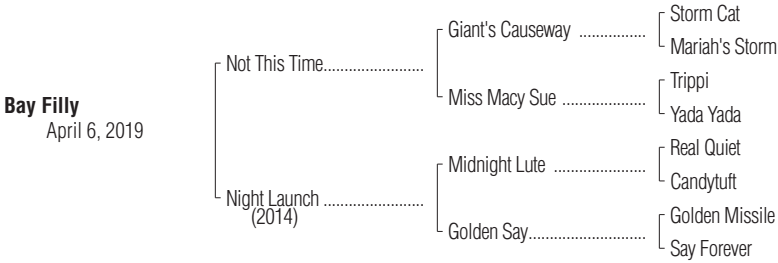 Bay Filly
April 6, 2019
Not This Time........................
Night Launch ........................
(2014)
Giant's Causeway ................
Miss Macy Sue .....................
Midnight Lute ......................
Golden Say............................
Storm Cat
Mariah's Storm
Trippi
Yada Yada
Real Quiet
Candytuft
Golden Missile
Say Forever